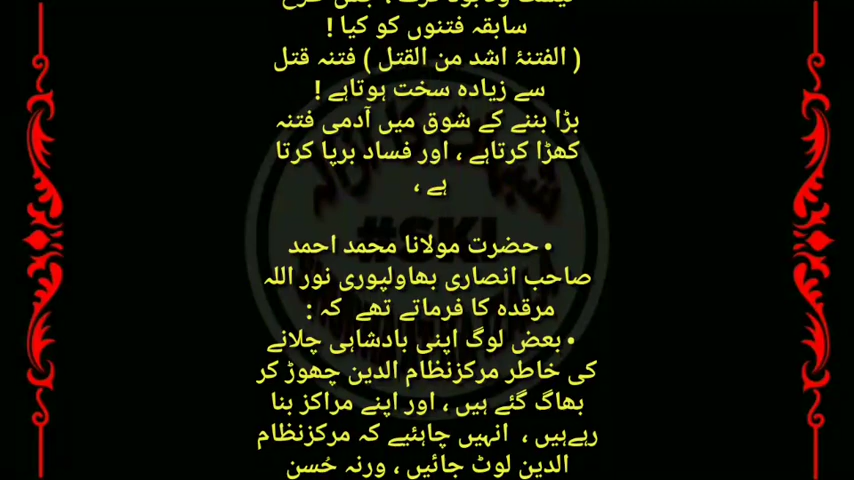 سابقہ فتنوں کو کیا !
( الفتنۂ اشد من القتل ) فتنہ قتل
سے زیادہ سخت ہوتاہے !
بڑا بننے کے شوق میں آدمی فتنہ
کھڑا کرتاہے ، اور فساد برپا کرتا
ہے ،
• حضرت مولانا محمد احمد
صاحب انصاری بھاولپوری نور اللہ
مرقدہ کا فرماتے تھے کہ :
• بعض لوگ اپنی بادشاہی چلانے
کی خاطر مرکزنظام الدین چھوڑ کر
بھاگ گئے ہیں ، اور اپنے مراکز بنا
رہےہیں ، انہیں چاہئیے کہ مرکزنظام
الدین لوٹ جائیں ، ورنہ حُسن
#SKI